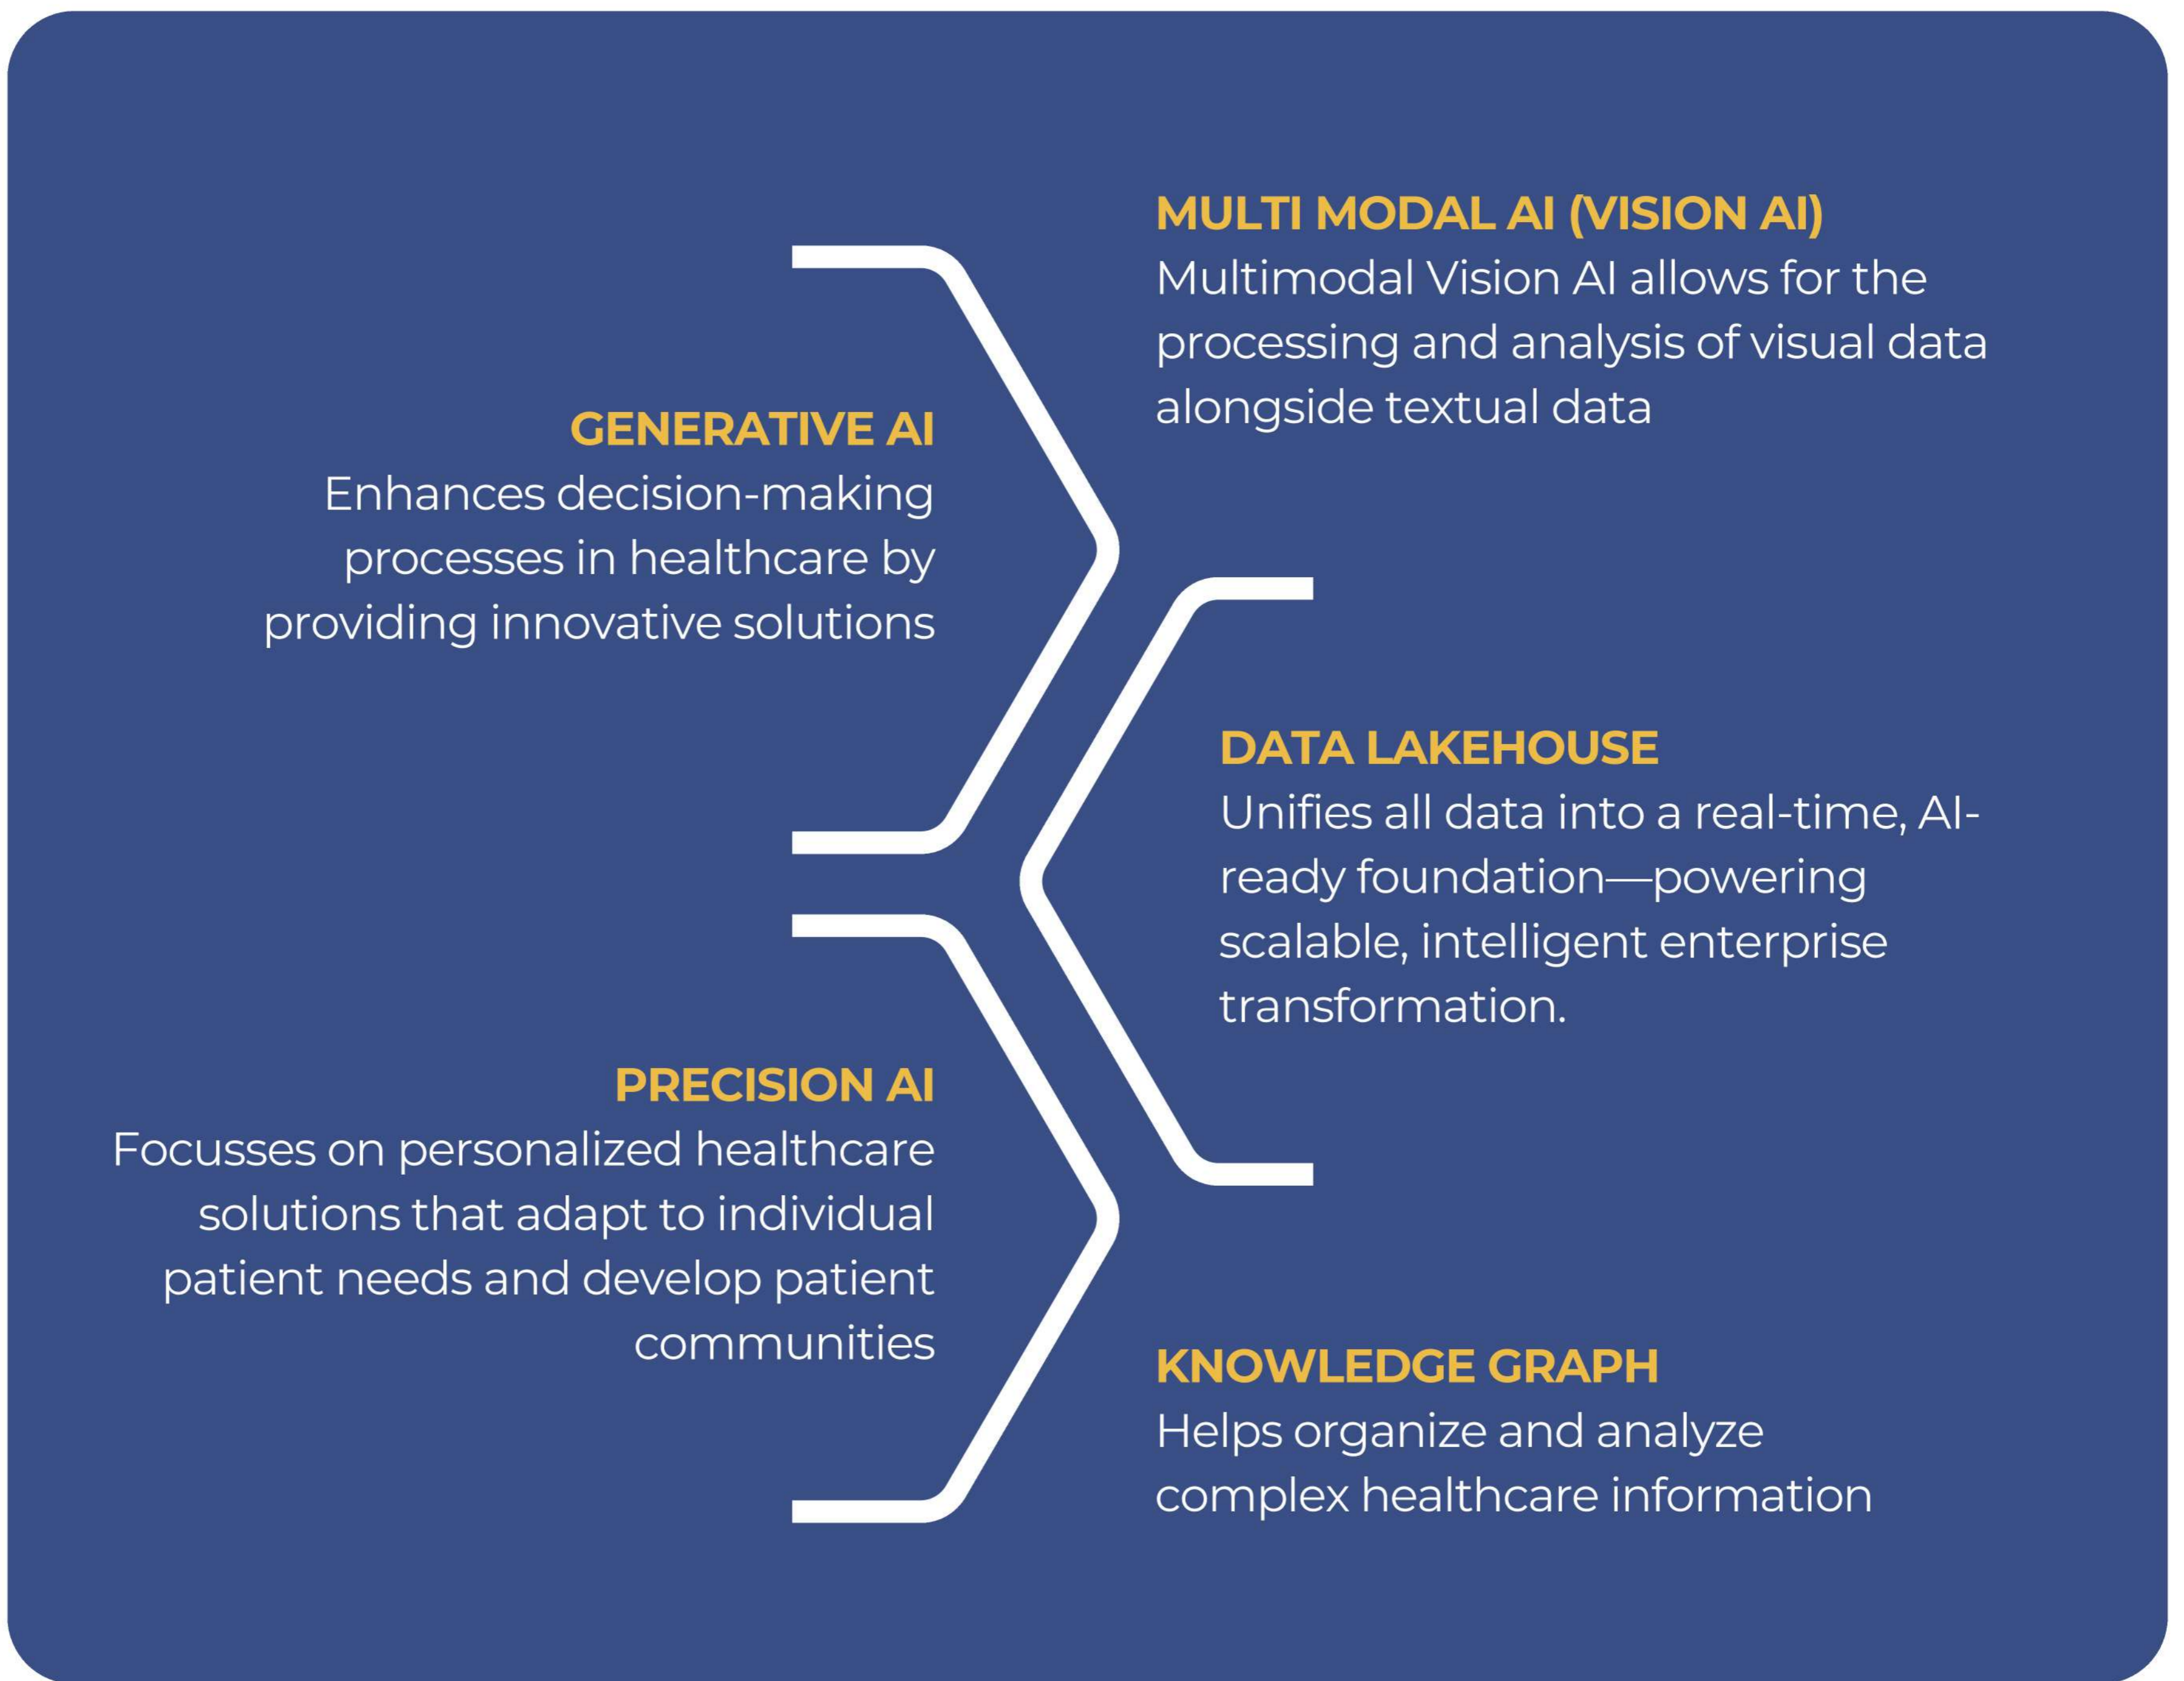 MULTI MODAL AI (VISION AI)
Multimodal Vision AI allows for the
processing and analysis of visual data
alongside textual data
GENERATIVE AI
Enhances decision-making
processes in healthcare by
providing innovative solutions
DATA LAKEHOUSE
Unifies all data into a real-time, AI-
ready foundation—powering
scalable, intelligent enterprise
transformation.
PRECISION AI
Focusses on personalized healthcare
solutions that adapt to individual
patient needs and develop patient
communities
KNOWLEDGE GRAPH
Helps organize and analyze
complex healthcare information